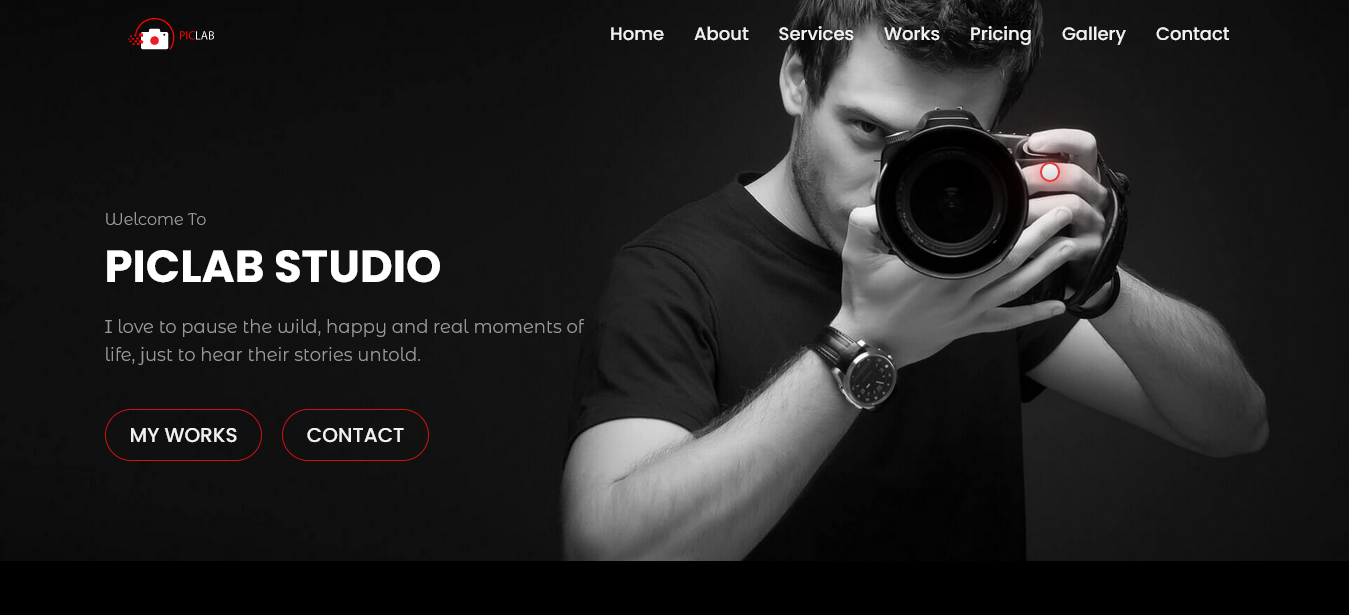 PICLAB
Home About Services Works Pricing Gallery Contact
Welcome To
PICLAB STUDIO
I love to pause the wild, happy and real moments of
life, just to hear their stories untold.
MY WORKS CONTACT